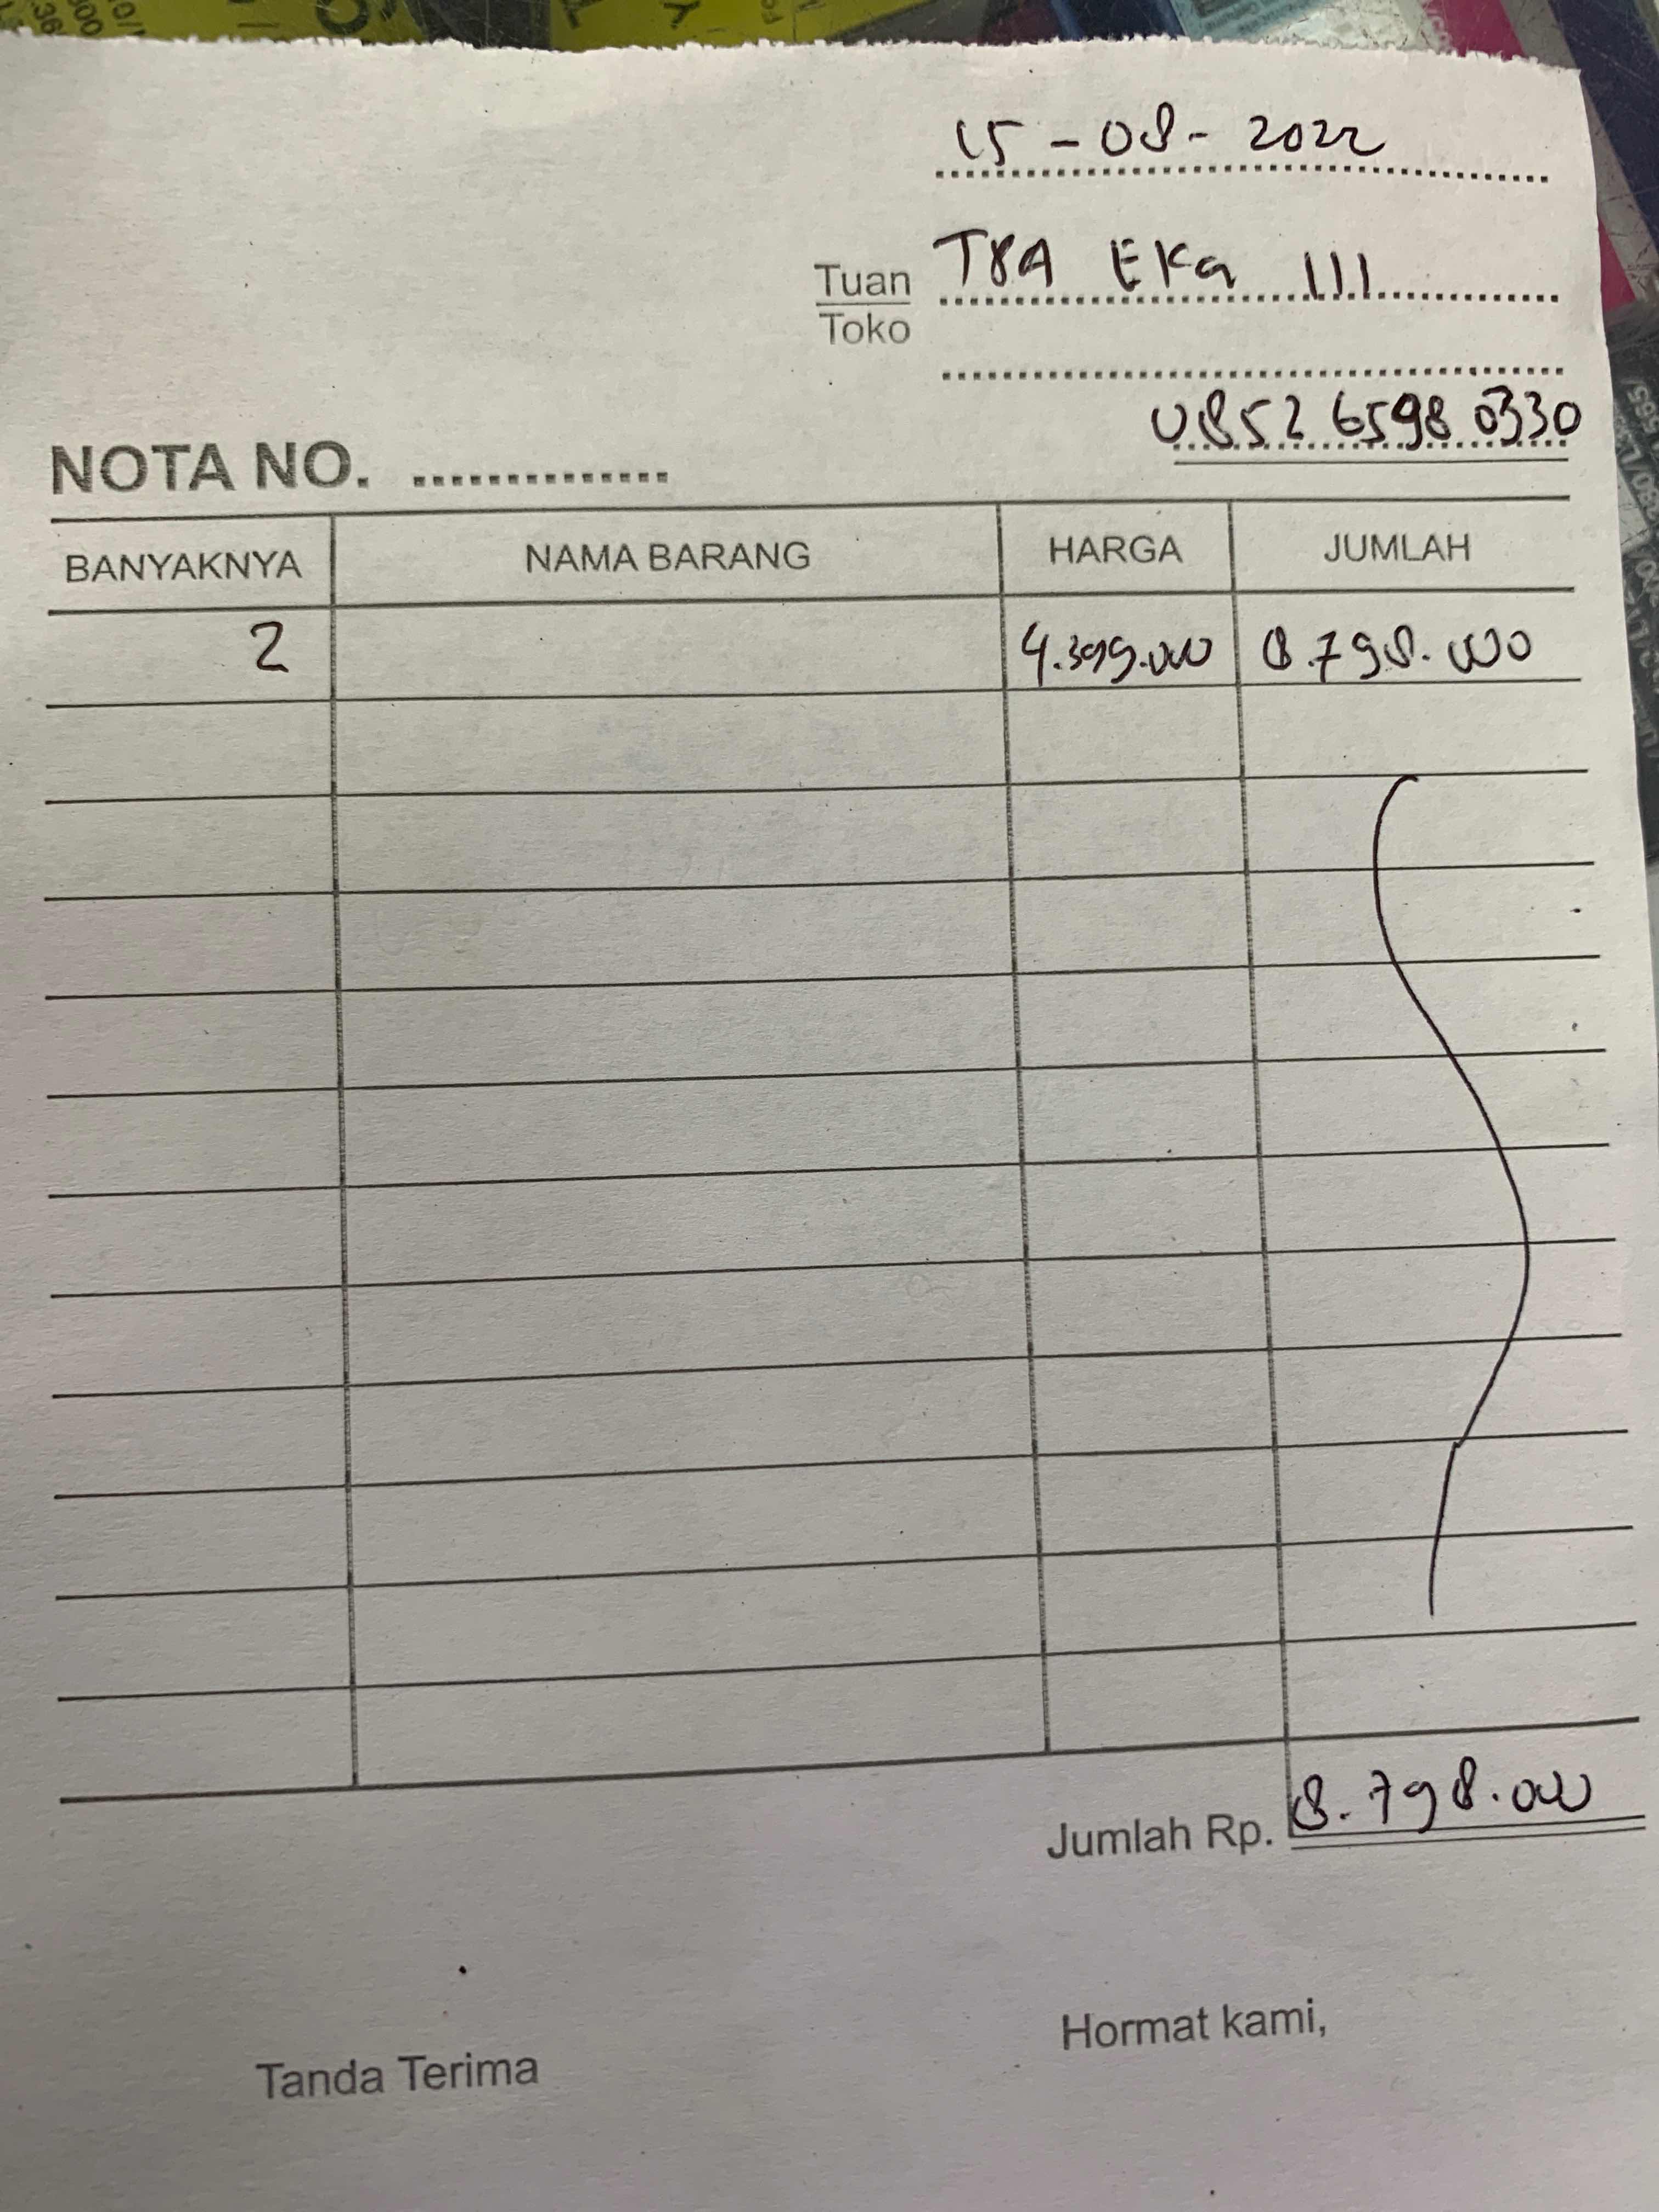 15-08-2022
Tuan TBA EKa III
Toko
0852 6598 0330
NOTA NO. ..............
BANYAKNYA NAMA BARANG HARGA JUMLAH
2 4.399.000 8.798.000
Jumlah Rp. 8.798.000
Hormat kami,
Tanda Terima